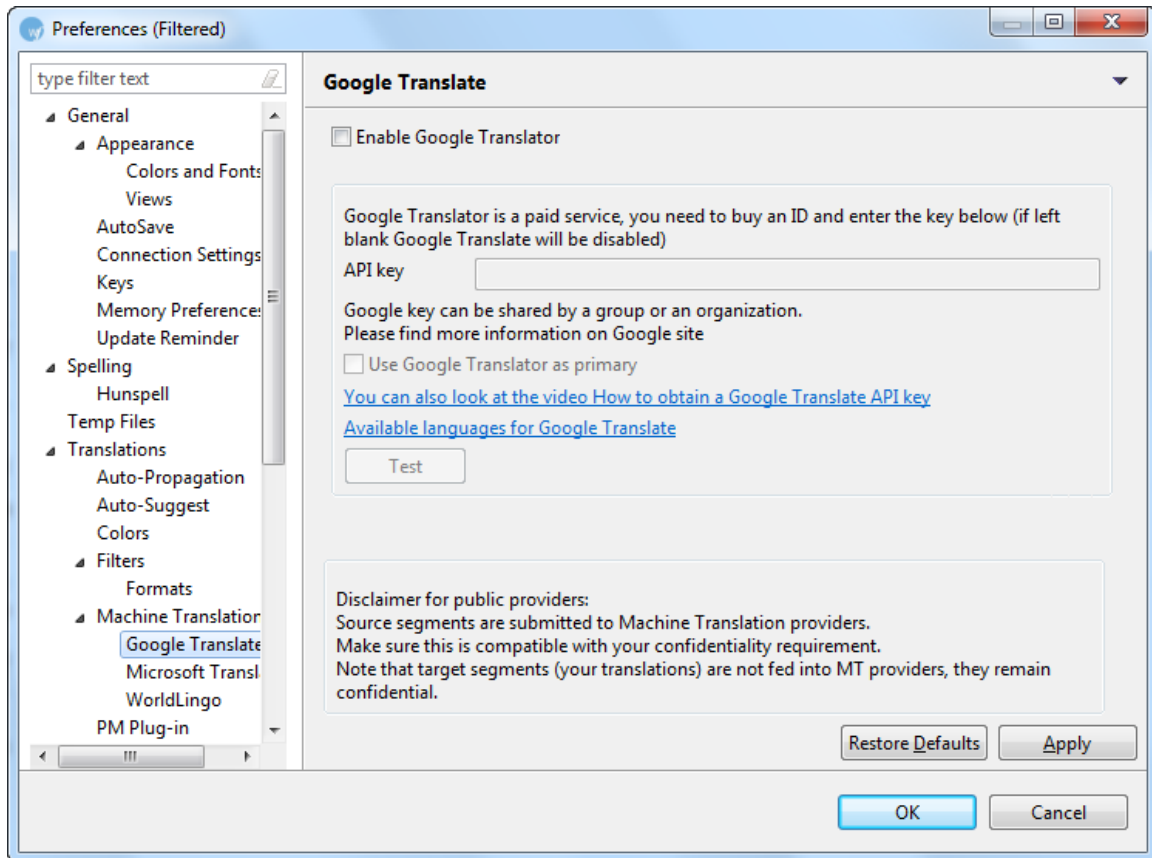 Preferences (Filtered)
type filter text
General
Appearance
Colors and Fonts
Views
AutoSave
Connection Settings
Keys
Memory Preferences
Update Reminder
Spelling
Hunspell
Temp Files
Translations
Auto-Propagation
Auto-Suggest
Colors
Filters
Formats
Machine Translation
Google Translate
Microsoft Transl
WorldLingo
PM Plug-in
Google Translate
Enable Google Translator
Google Translator is a paid service, you need to buy an ID and enter the key below (if left
blank Google Translate will be disabled)
API key
Google key can be shared by a group or an organization.
Please find more information on Google site
Use Google Translator as primary
You can also look at the video How to obtain a Google Translate API key
Available languages for Google Translate
Test
Disclaimer for public providers:
Source segments are submitted to Machine Translation providers.
Make sure this is compatible with your confidentiality requirement.
Note that target segments (your translations) are not fed into MT providers, they remain
confidential.
Restore Defaults
Apply
OK
Cancel